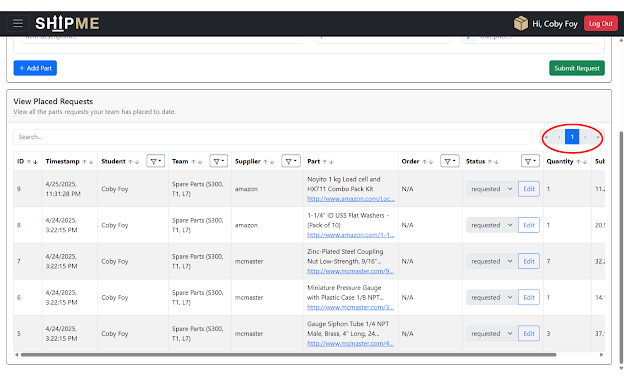 SHIPME
Hi, Coby Foy
Log Out
+ Add Part
Submit Request
View Placed Requests
View all the parts requests your team has placed to date.
Search...
« ‹ 1 › »
ID ↑↓ Timestamp ↑↓ Student ↑↓ Team ↑↓ Supplier ↑↓ Part ↑↓ Order ↑↓ Status ↑↓ Quantity ↑↓ Sub
9 4/25/2025, 11:31:28 PM Coby Foy Spare Parts (S300, T1, L7) amazon Noyito 1 kg Load cell and HX711 Combo Pack Kit http://www.amazon.com/Loc... N/A requested Edit 1 11.2
8 4/24/2025, 3:22:15 PM Coby Foy Spare Parts (S300, T1, L7) amazon 1-1/4" ID USS Flat Washers - (Pack of 10) http://www.amazon.com/1-1... N/A requested Edit 1 20.5
7 4/24/2025, 3:22:15 PM Coby Foy Spare Parts (S300, T1, L7) mcmaster Zinc-Plated Steel Coupling Nut Low-Strength, 9/16"... http://www.mcmaster.com/9... N/A requested Edit 7 32.2
6 4/24/2025, 3:22:15 PM Coby Foy Spare Parts (S300, T1, L7) mcmaster Miniature Pressure Gauge with Plastic Case 1/8 NPT... http://www.mcmaster.com/3... N/A requested Edit 1 14.
5 4/24/2025, 3:22:15 PM Coby Foy Spare Parts (S300, T1, L7) mcmaster Gauge Siphon Tube 1/4 NPT Male, Brass, 4" Long, 24... http://www.mcmaster.com/4... N/A requested Edit 3 37.